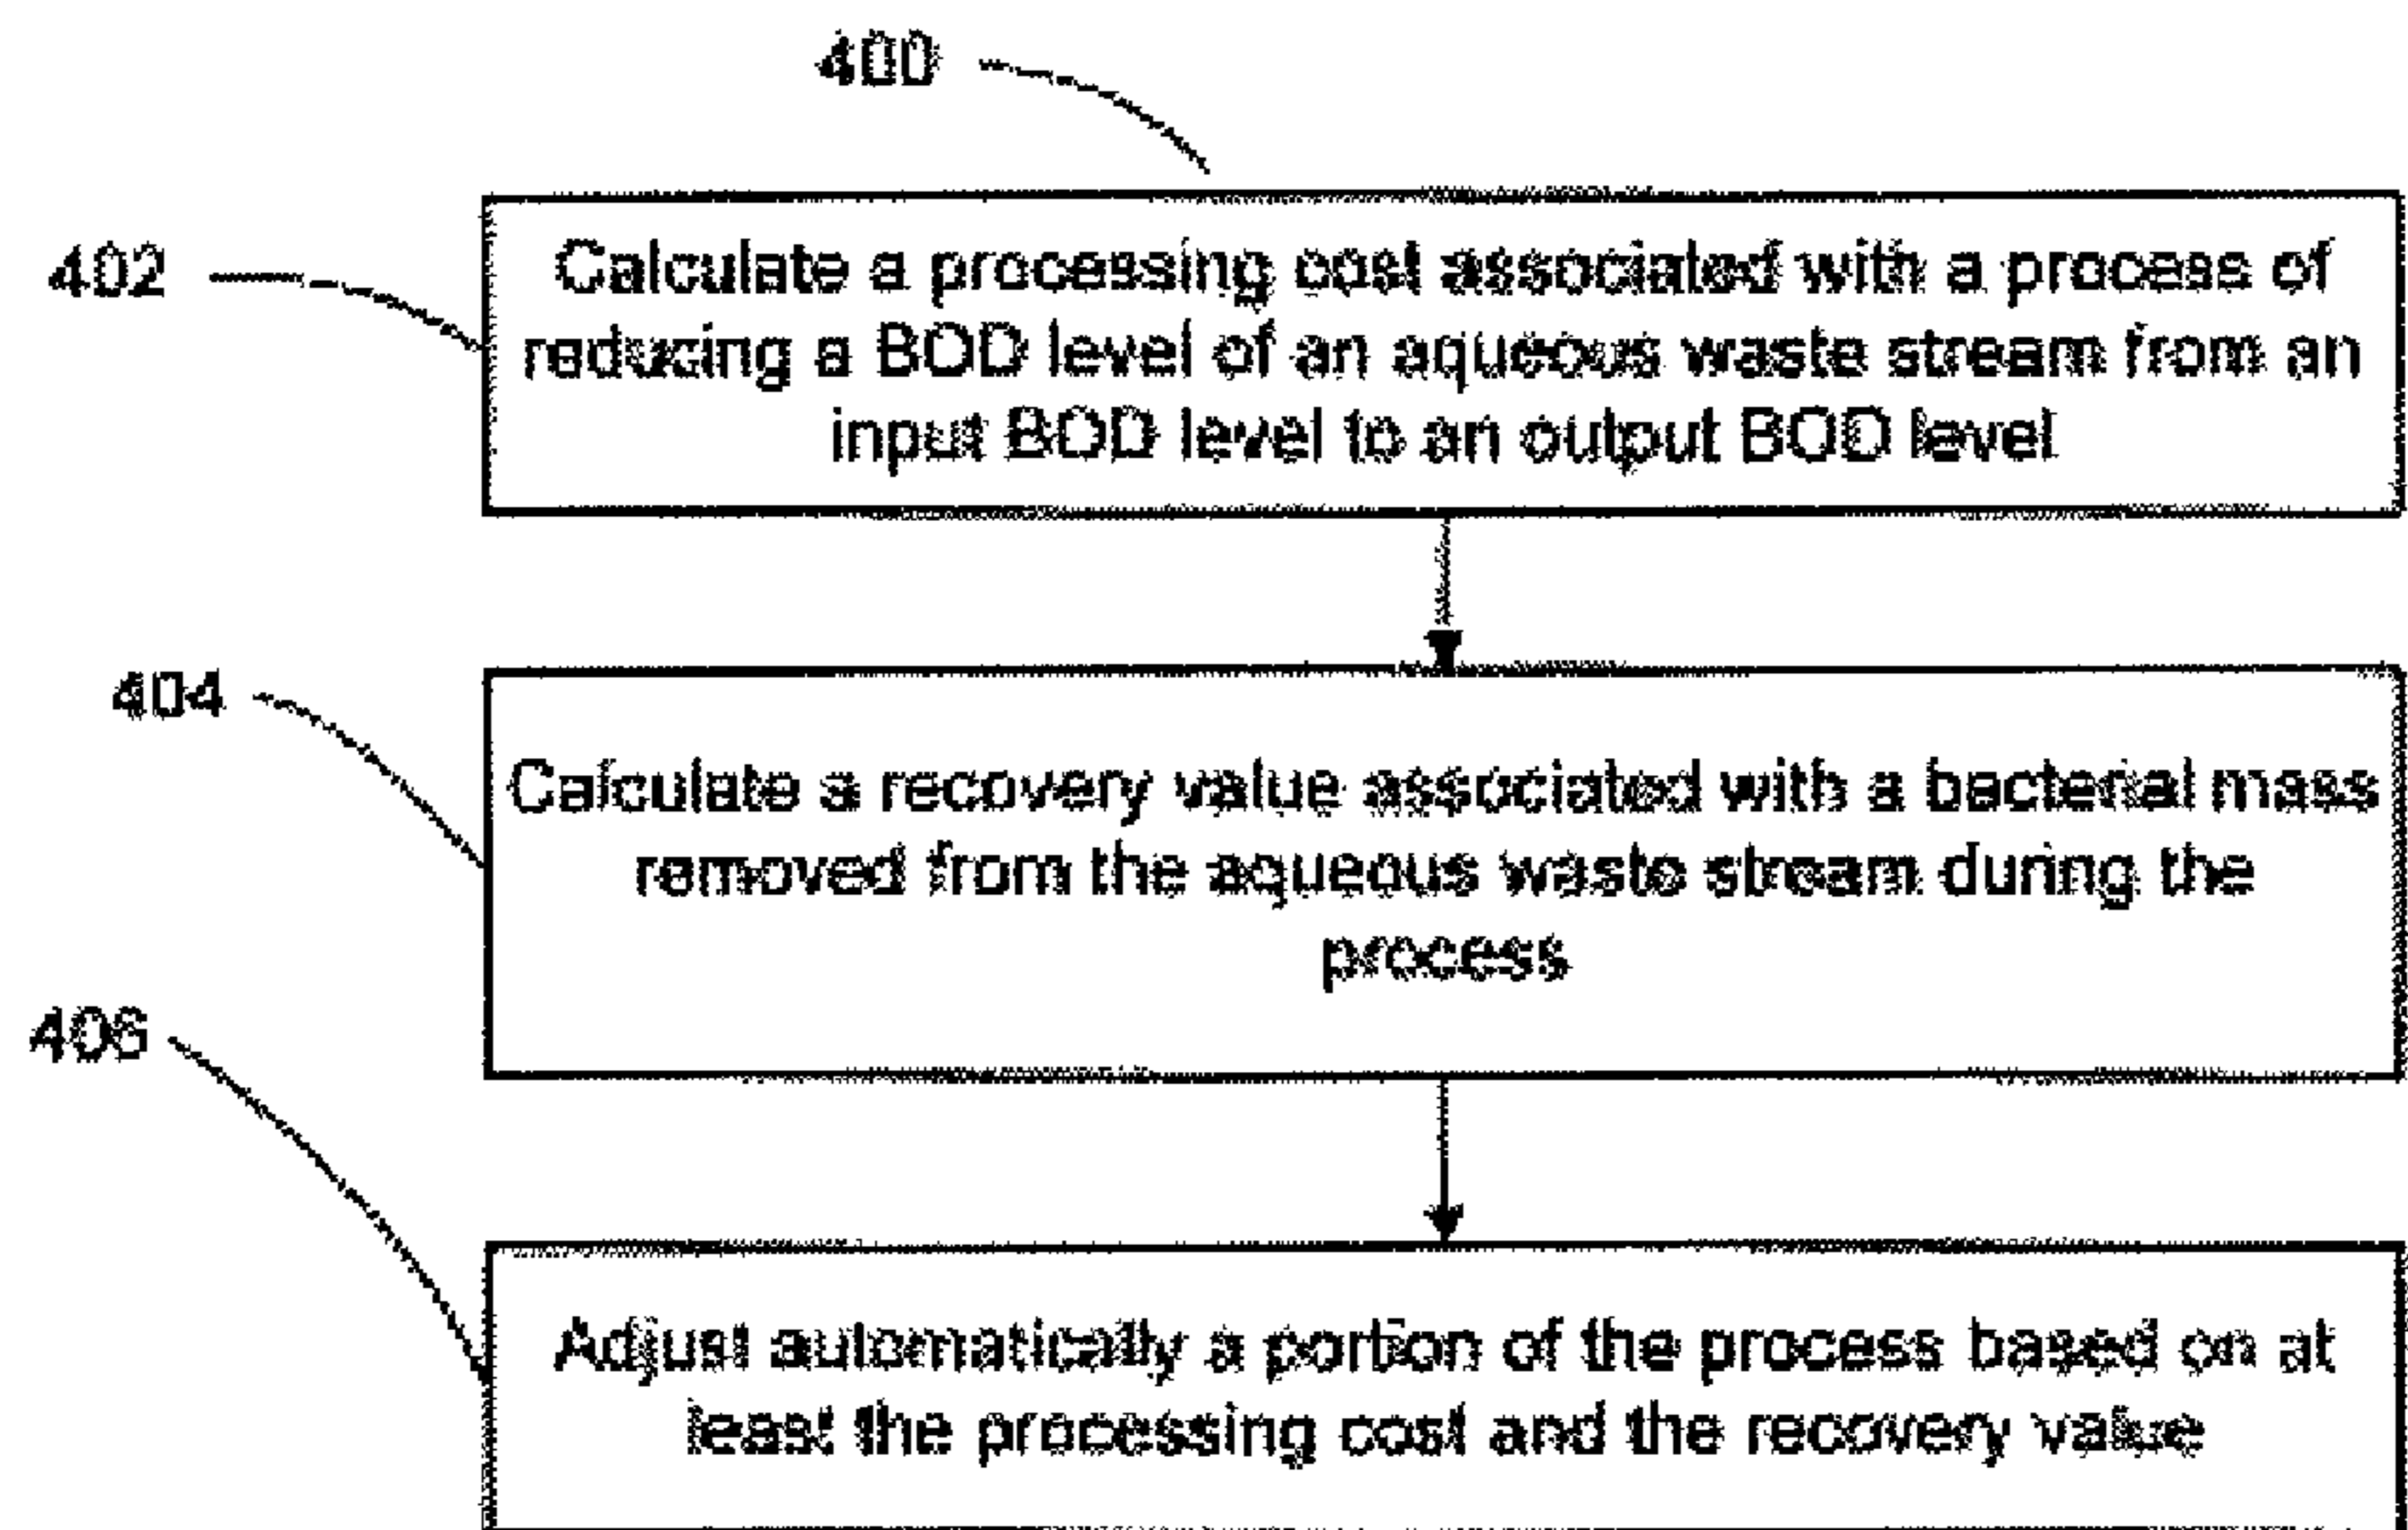 400
402
Calculate a processing cost associated with a process of
reducing a BOD level of an aqueous waste stream from an
input BOD level to an output BOD level
404
Calculate a recovery value associated with a bacterial mass
removed from the aqueous waste stream during the
process
406
Adjust automatically a portion of the process based on at
least the processing cost and the recovery value